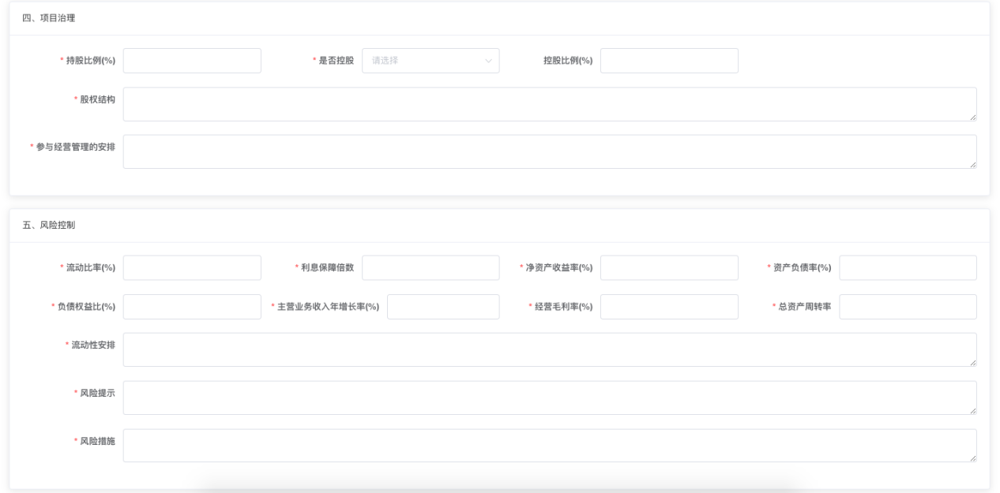 四、项目治理
* 持股比例(%) * 是否控股 请选择 控股比例(%)
* 股权结构
* 参与经营管理的安排
五、风险控制
* 流动比率(%) * 利息保障倍数 * 净资产收益率(%) * 资产负债率(%)
* 负债权益比(%) * 主营业务收入年增长率(%) * 经营毛利率(%) * 总资产周转率
* 流动性安排
* 风险提示
* 风险措施